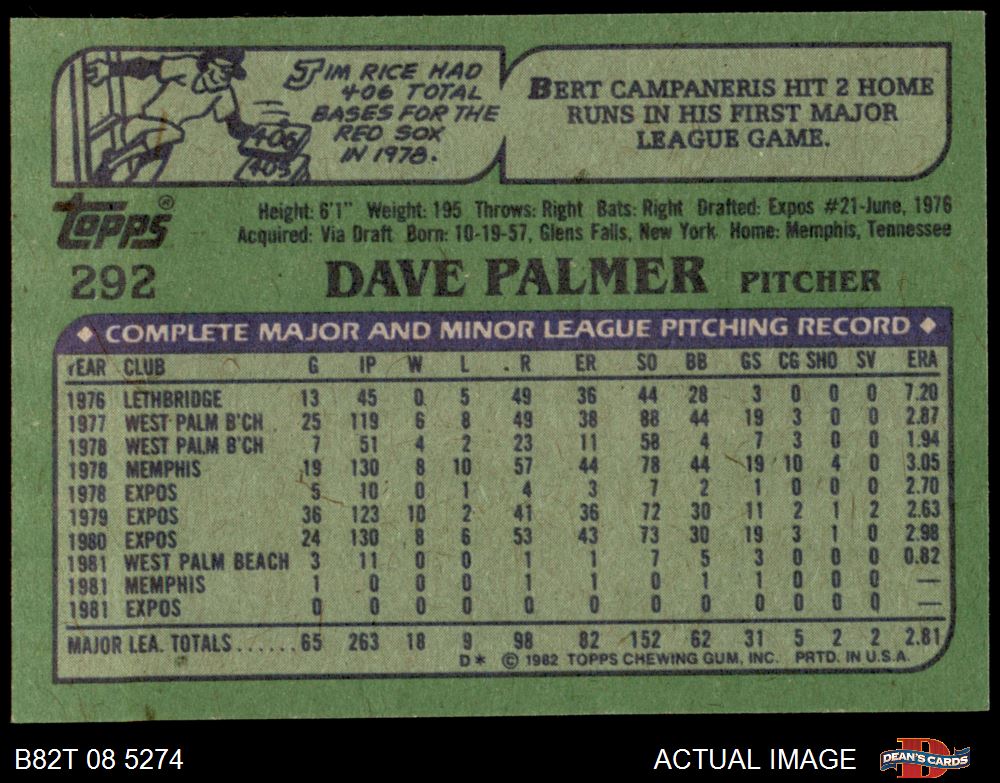 JIM RICE HAD
406 TOTAL
BASES FOR THE
RED SOX
IN 1978.
406
405
BERT CAMPANERIS HIT 2 HOME
RUNS IN HIS FIRST MAJOR
LEAGUE GAME.
TOPPS®
Height: 6'1" Weight: 195 Throws: Right Bats: Right Drafted: Expos #21-June, 1976
Acquired: Via Draft Born: 10-19-57, Glens Falls, New York Home: Memphis, Tennessee
292 DAVE PALMER PITCHER
◆ COMPLETE MAJOR AND MINOR LEAGUE PITCHING RECORD ◆
YEAR CLUB G IP W L R ER SO BB GS CG SHO SV ERA
1976 LETHBRIDGE 13 45 0 5 49 36 44 28 3 0 0 0 7.20
1977 WEST PALM B'CH 25 119 6 8 49 38 88 44 19 3 0 0 2.87
1978 WEST PALM B'CH 7 51 4 2 23 11 58 4 7 3 0 0 1.94
1978 MEMPHIS 19 130 8 10 57 44 78 44 19 10 4 0 3.05
1978 EXPOS 5 10 0 1 4 3 7 2 1 0 0 0 2.70
1979 EXPOS 36 123 10 2 41 36 72 30 11 2 1 2 2.63
1980 EXPOS 24 130 8 6 53 43 73 30 19 3 1 0 2.98
1981 WEST PALM BEACH 3 11 0 0 1 1 7 5 3 0 0 0 0.82
1981 MEMPHIS 1 0 0 0 1 1 0 1 1 0 0 0 —
1981 EXPOS 0 0 0 0 0 0 0 0 0 0 0 0 —
MAJOR LEA. TOTALS......65 263 18 9 98 82 152 62 31 5 2 2 2.81
D* © 1982 TOPPS CHEWING GUM, INC. PRTD. IN U.S.A.
B82T 08 5274 ACTUAL IMAGE DEAN'S CARDS